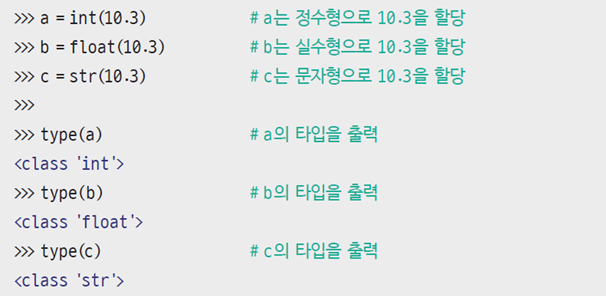 >>> a = int(10.3) # a는 정수형으로 10.3을 할당
>>> b = float(10.3) # b는 실수형으로 10.3을 할당
>>> c = str(10.3) # c는 문자형으로 10.3을 할당
>>>
>>> type(a) # a의 타입을 출력
<class 'int'>
>>> type(b) # b의 타입을 출력
<class 'float'>
>>> type(c) # c의 타입을 출력
<class 'str'>